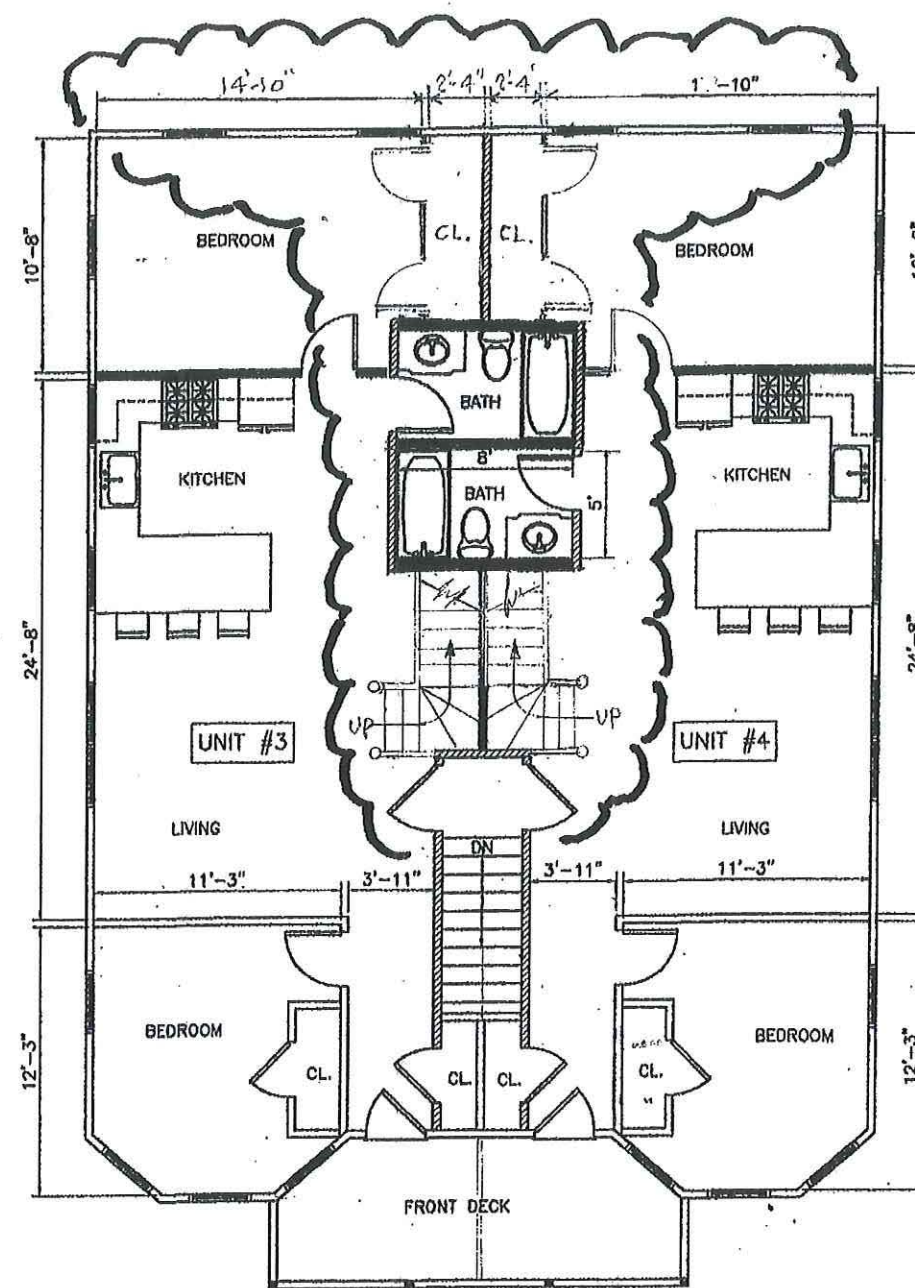 14'-10" 2'-4" 2'-4"
10'-8"
BEDROOM CL. CL. BEDROOM
BATH
KITCHEN 8' KITCHEN
BATH 5'
24'-8" 24'-8"
UP UP
UNIT #3 UNIT #4
LIVING LIVING
DN
11'-3" 3'-11" 3'-11" 11'-3"
12'-3" BEDROOM CL. CL. CL. CL. BEDROOM 12'-3"
FRONT DECK